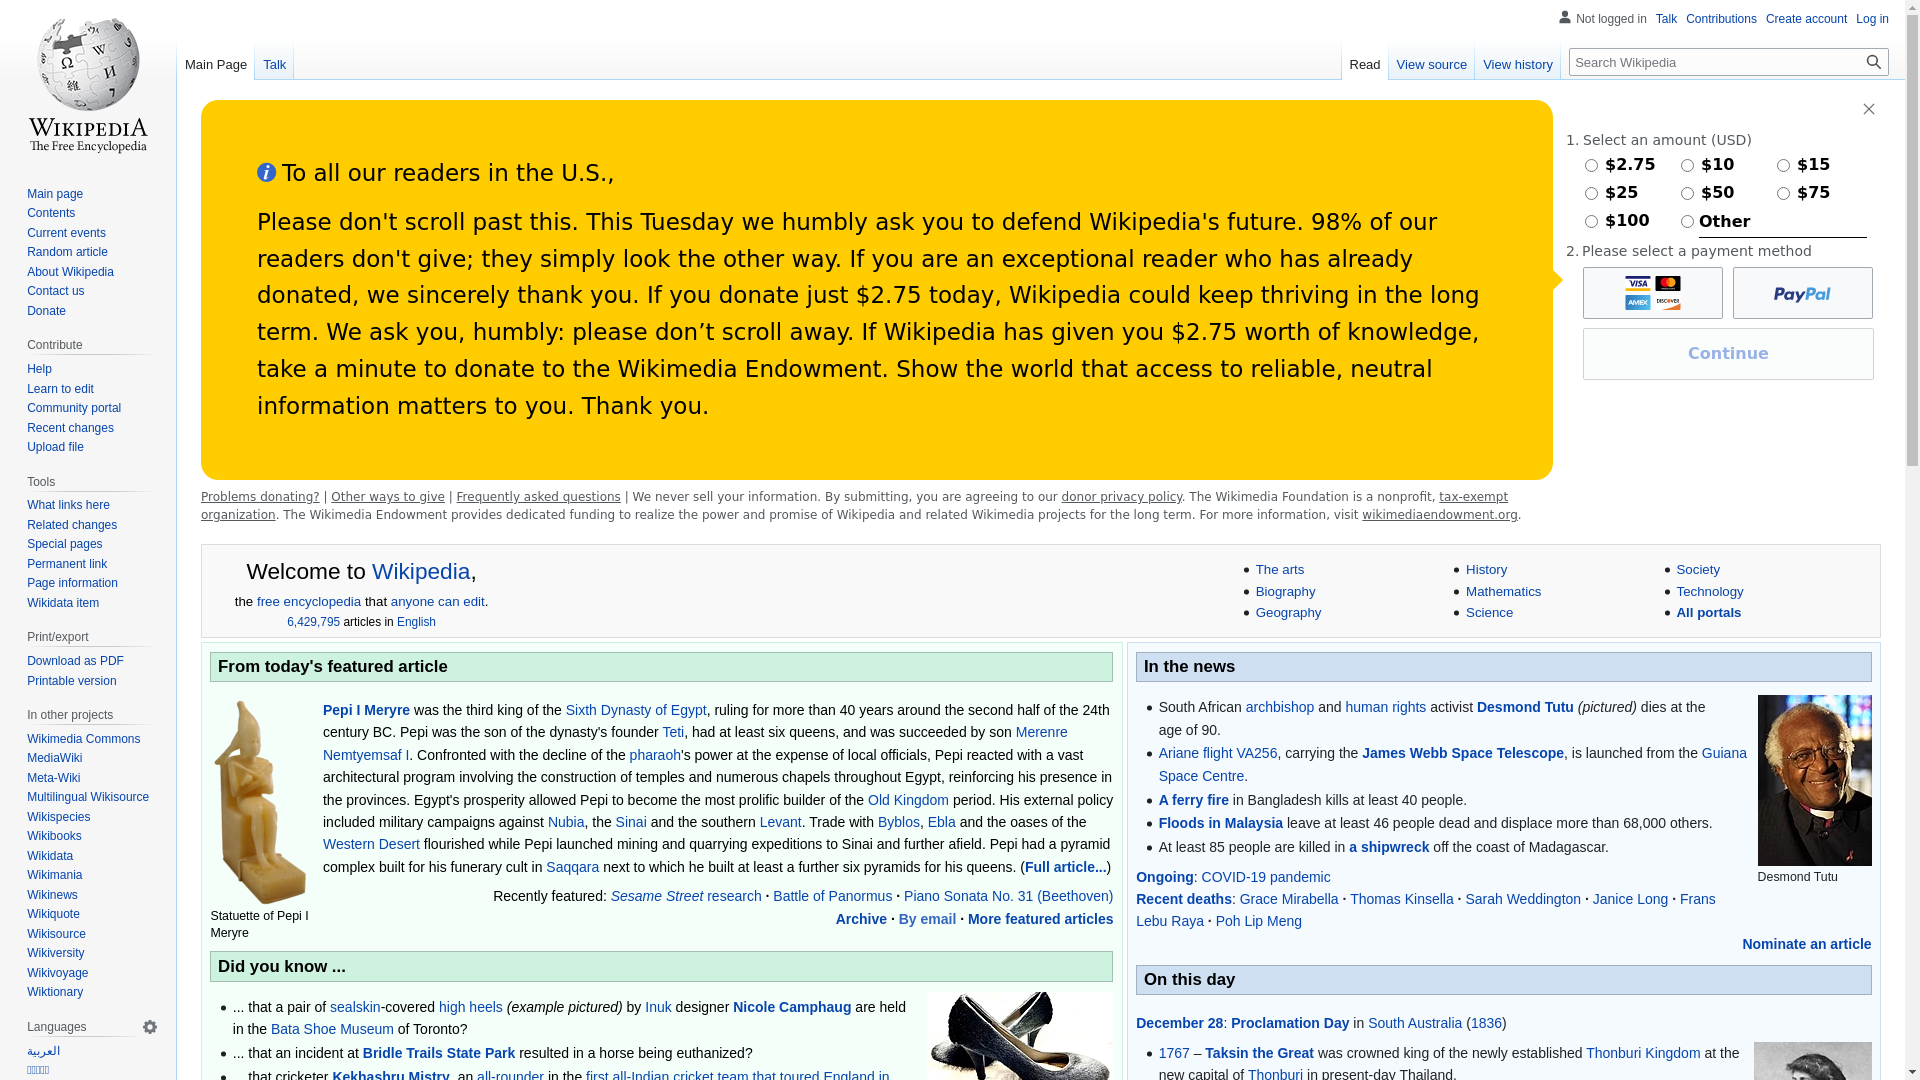 Not logged in Talk Contributions Create account Log in
Main Page Talk
Read View source View history Search Wikipedia
WIKIPEDIA
The Free Encyclopedia
Main page
Contents
Current events
Random article
About Wikipedia
Contact us
Donate
Contribute
Help
Learn to edit
Community portal
Recent changes
Upload file
Tools
What links here
Related changes
Special pages
Permanent link
Page information
Wikidata item
Print/export
Download as PDF
Printable version
In other projects
Wikimedia Commons
MediaWiki
Meta-Wiki
Multilingual Wikisource
Wikispecies
Wikibooks
Wikidata
Wikimania
Wikinews
Wikiquote
Wikisource
Wikiversity
Wikivoyage
Wiktionary
Languages
العربية
To all our readers in the U.S.,
Please don't scroll past this. This Tuesday we humbly ask you to defend Wikipedia's future. 98% of our
readers don't give; they simply look the other way. If you are an exceptional reader who has already
donated, we sincerely thank you. If you donate just $2.75 today, Wikipedia could keep thriving in the long
term. We ask you, humbly: please don’t scroll away. If Wikipedia has given you $2.75 worth of knowledge,
take a minute to donate to the Wikimedia Endowment. Show the world that access to reliable, neutral
information matters to you. Thank you.
1. Select an amount (USD)
$2.75 $10 $15
$25 $50 $75
$100 Other
2. Please select a payment method
VISA
AMEX DISCOVER
PayPal
Continue
Problems donating? | Other ways to give | Frequently asked questions | We never sell your information. By submitting, you are agreeing to our donor privacy policy. The Wikimedia Foundation is a nonprofit, tax-exempt
organization. The Wikimedia Endowment provides dedicated funding to realize the power and promise of Wikipedia and related Wikimedia projects for the long term. For more information, visit wikimediaendowment.org.
Welcome to Wikipedia,
the free encyclopedia that anyone can edit.
6,429,795 articles in English
The arts
Biography
Geography
History
Mathematics
Science
Society
Technology
All portals
From today's featured article
Pepi I Meryre was the third king of the Sixth Dynasty of Egypt, ruling for more than 40 years around the second half of the 24th
century BC. Pepi was the son of the dynasty's founder Teti, had at least six queens, and was succeeded by son Merenre
Nemtyemsaf I. Confronted with the decline of the pharaoh's power at the expense of local officials, Pepi reacted with a vast
architectural program involving the construction of temples and numerous chapels throughout Egypt, reinforcing his presence in
the provinces. Egypt's prosperity allowed Pepi to become the most prolific builder of the Old Kingdom period. His external policy
included military campaigns against Nubia, the Sinai and the southern Levant. Trade with Byblos, Ebla and the oases of the
Western Desert flourished while Pepi launched mining and quarrying expeditions to Sinai and further afield. Pepi had a pyramid
complex built for his funerary cult in Saqqara next to which he built at least a further six pyramids for his queens. (Full article...)
Statuette of Pepi I
Meryre
Recently featured: Sesame Street research · Battle of Panormus · Piano Sonata No. 31 (Beethoven)
Archive · By email · More featured articles
Did you know ...
... that a pair of sealskin-covered high heels (example pictured) by Inuk designer Nicole Camphaug are held
in the Bata Shoe Museum of Toronto?
... that an incident at Bridle Trails State Park resulted in a horse being euthanized?
... that cricketer Kekhashru Mistry, an all-rounder in the first all-Indian cricket team that toured England in
In the news
South African archbishop and human rights activist Desmond Tutu (pictured) dies at the
age of 90.
Ariane flight VA256, carrying the James Webb Space Telescope, is launched from the Guiana
Space Centre.
A ferry fire in Bangladesh kills at least 40 people.
Floods in Malaysia leave at least 46 people dead and displace more than 68,000 others.
At least 85 people are killed in a shipwreck off the coast of Madagascar.
Desmond Tutu
Ongoing: COVID-19 pandemic
Recent deaths: Grace Mirabella · Thomas Kinsella · Sarah Weddington · Janice Long · Frans
Lebu Raya · Poh Lip Meng
Nominate an article
On this day
December 28: Proclamation Day in South Australia (1836)
1767 – Taksin the Great was crowned king of the newly established Thonburi Kingdom at the
new capital of Thonburi in present-day Thailand.